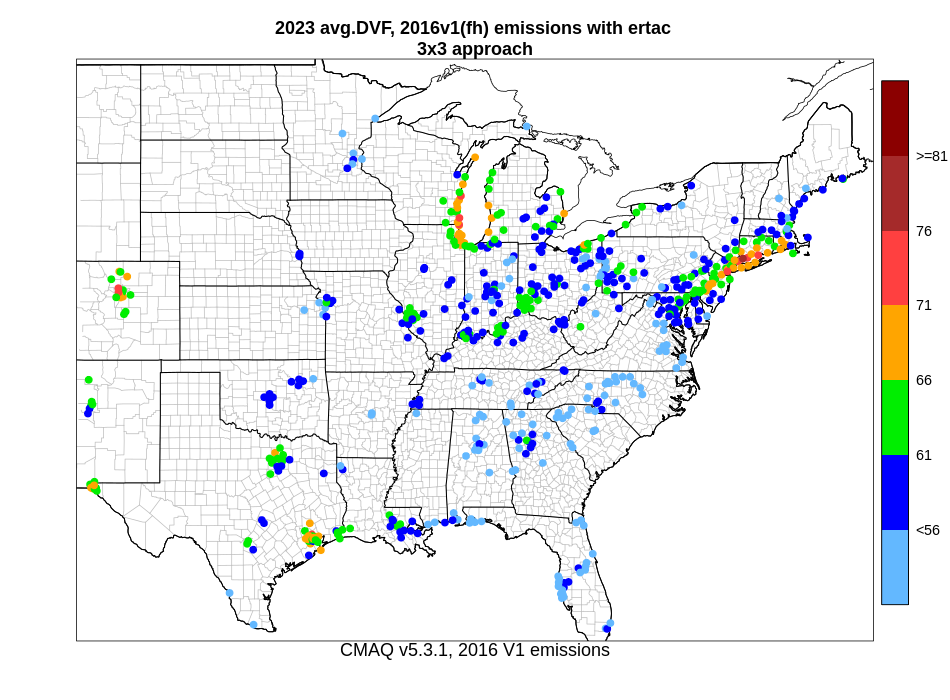 2023 avg.DVF, 2016v1(fh) emissions with ertac
3x3 approach
>=81
76
71
66
61
<56
CMAQ v5.3.1, 2016 V1 emissions